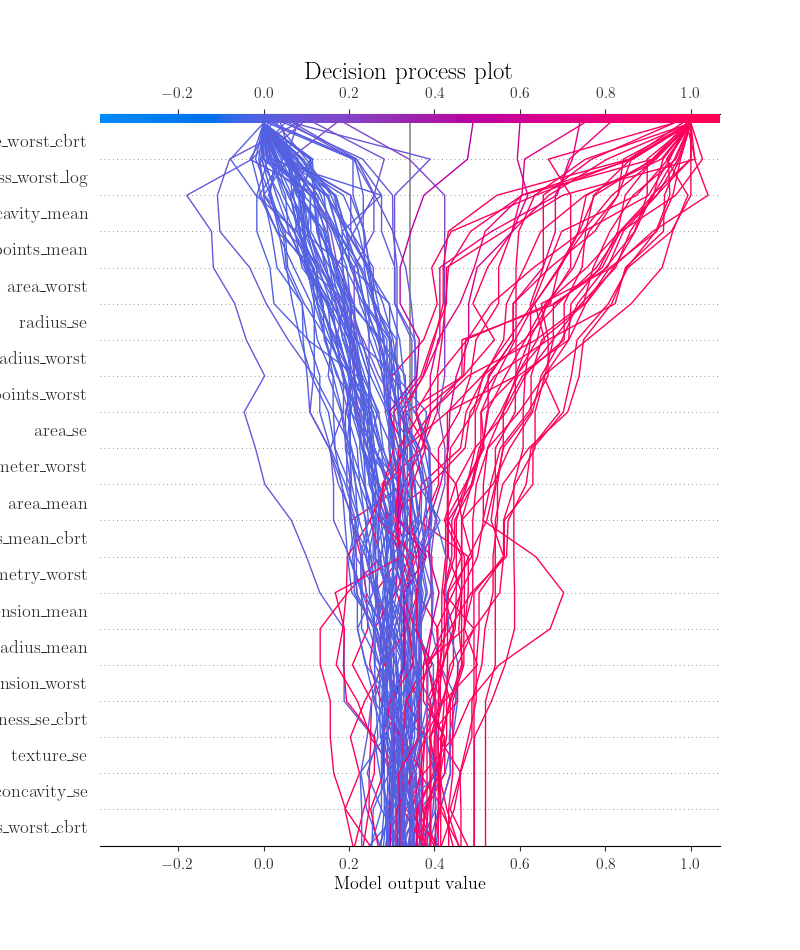 Decision process plot
−0.2 0.0 0.2 0.4 0.6 0.8 1.0
e_worst_cbrt
ss_worst_log
cavity_mean
points_mean
area_worst
radius_se
adius_worst
points_worst
area_se
meter_worst
area_mean
s_mean_cbrt
metry_worst
ension_mean
adius_mean
ension_worst
ness_se_cbrt
texture_se
concavity_se
s_worst_cbrt
−0.2 0.0 0.2 0.4 0.6 0.8 1.0
Model output value